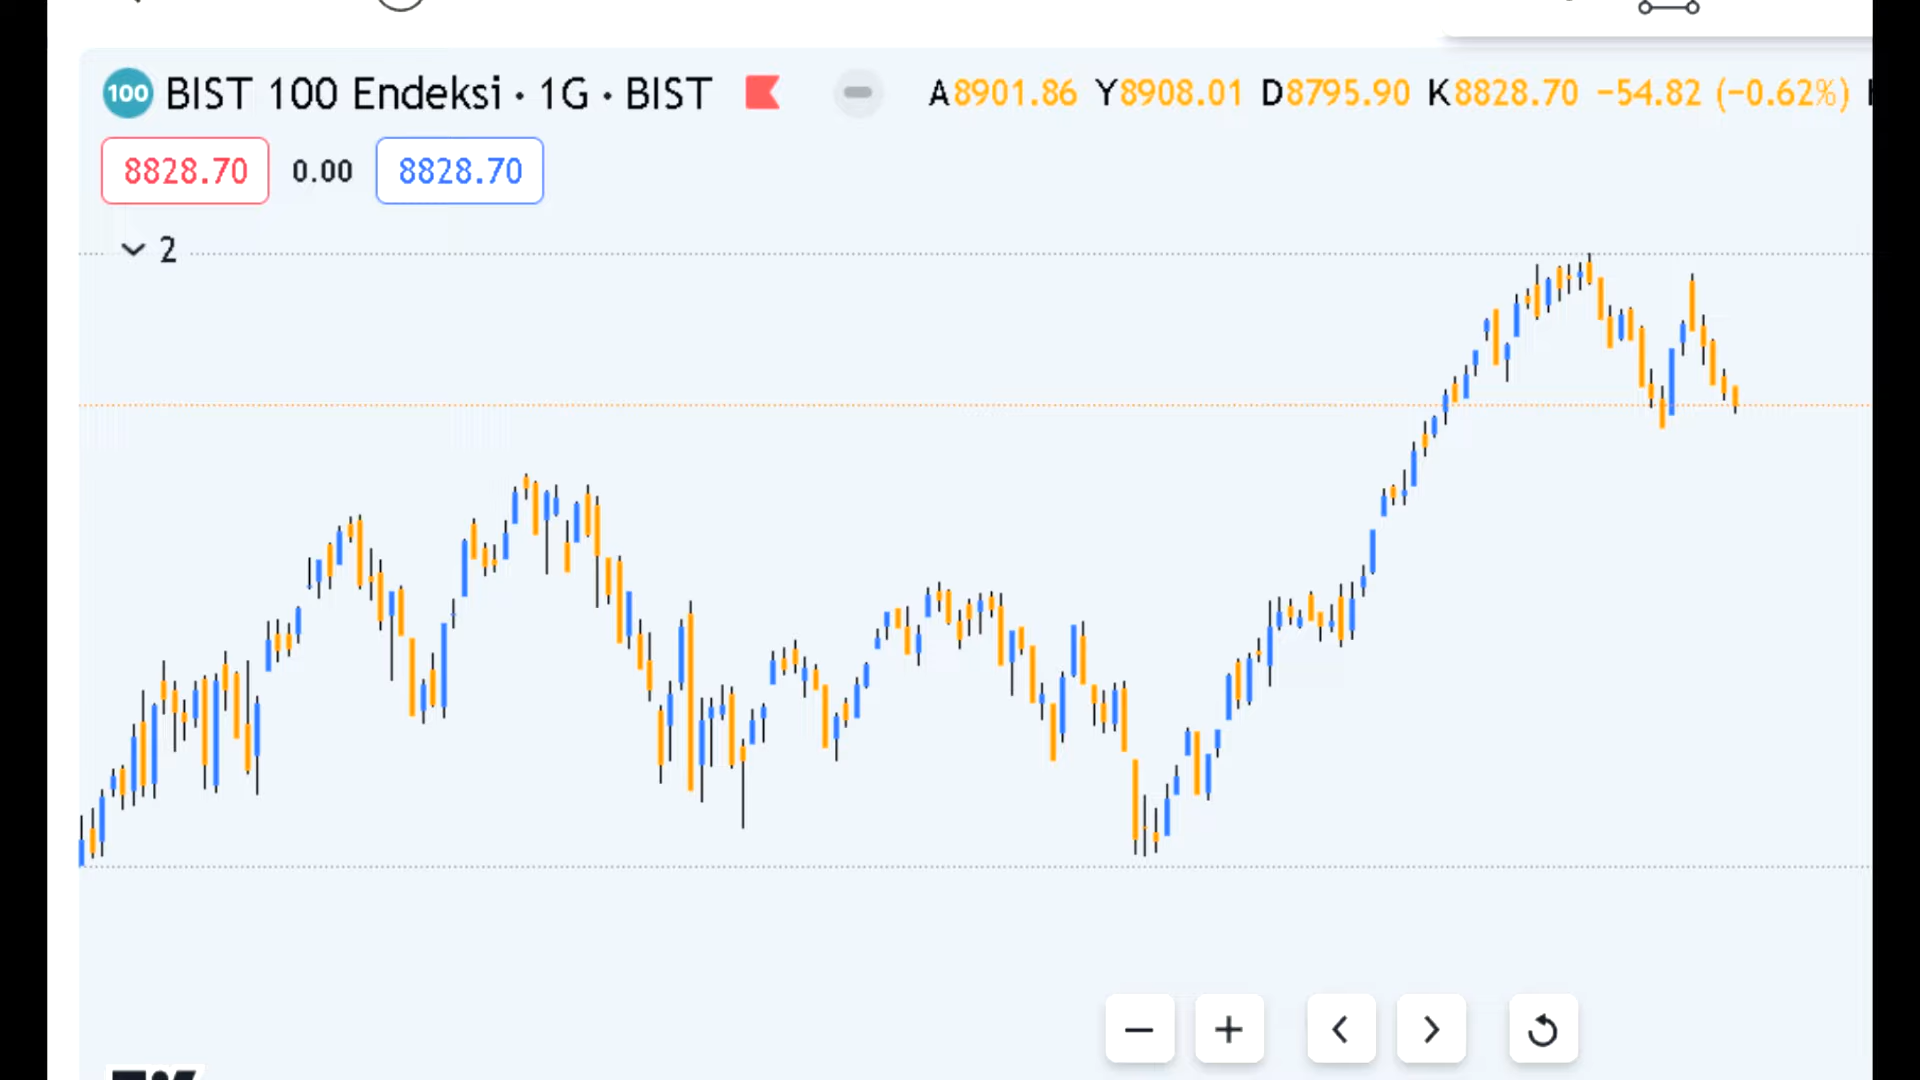 100 BIST 100 Endeksi · 1G · BIST A8901.86 Y8908.01 D8795.90 K8828.70 −54.82 (−0.62%)
8828.70 0.00 8828.70
2